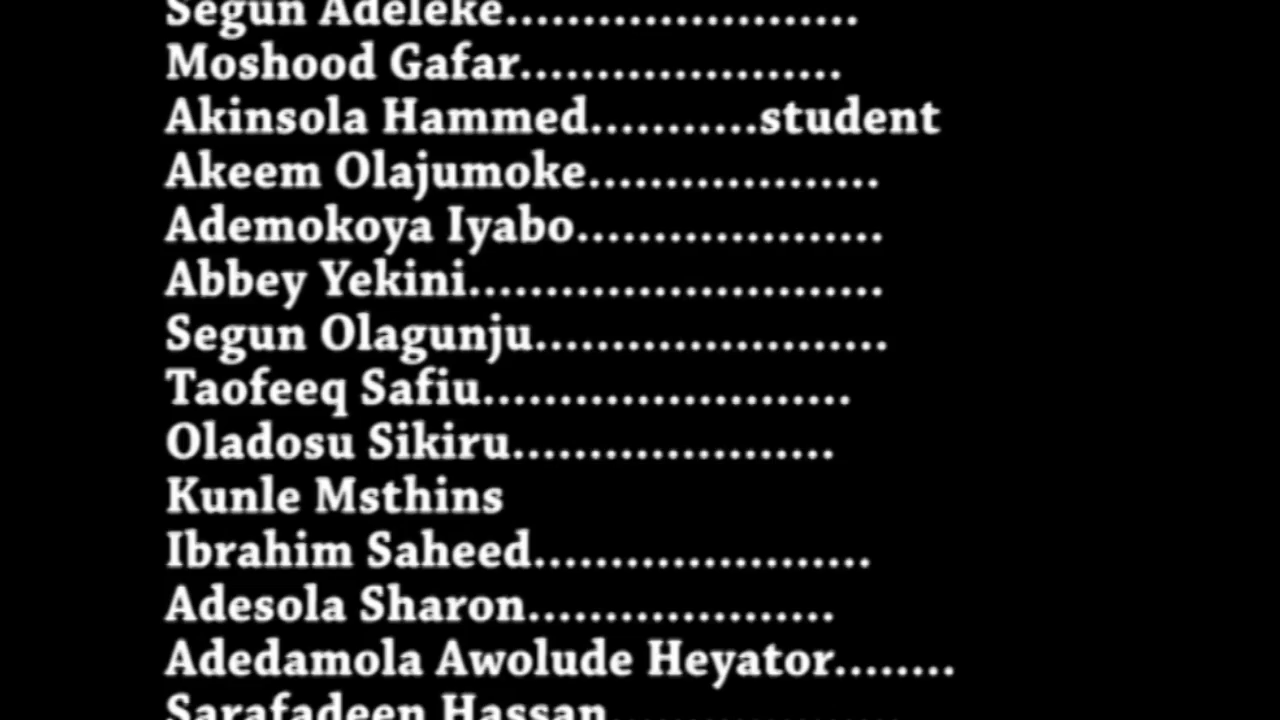 Segun Adeleke.......................
Moshood Gafar.....................
Akinsola Hammed...........student
Akeem Olajumoke...................
Ademokoya Iyabo....................
Abbey Yekini...........................
Segun Olagunju.......................
Taofeeq Safiu........................
Oladosu Sikiru.....................
Kunle Msthins
Ibrahim Saheed......................
Adesola Sharon....................
Adedamola Awolude Heyator........
Sarafadeen Hassan...................